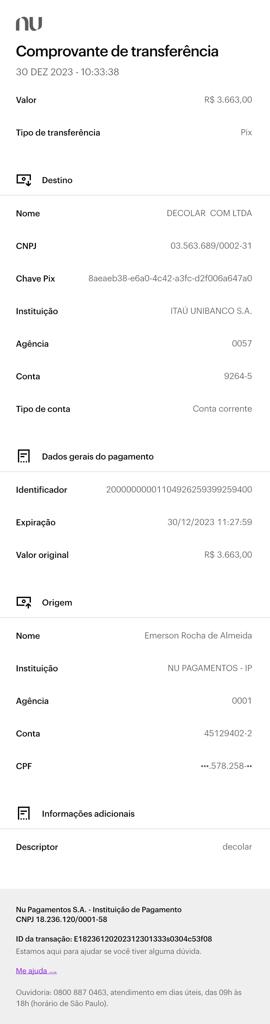 nu
Comprovante de transferência
30 DEZ 2023 - 10:33:38
Valor R$ 3.663,00
Tipo de transferência Pix
Destino
Nome DECOLAR COM LTDA
CNPJ 03.563.689/0002-31
Chave Pix 8aeaeb38-e6a0-4c42-a3fc-d2f006a647a0
Instituição ITAÚ UNIBANCO S.A.
Agência 0057
Conta 9264-5
Tipo de conta Conta corrente
Dados gerais do pagamento
Identificador 20000000001104926259399259400
Expiração 30/12/2023 11:27:59
Valor original R$ 3.663,00
Origem
Nome Emerson Rocha de Almeida
Instituição NU PAGAMENTOS - IP
Agência 0001
Conta 45129402-2
CPF •••.578.258-••
Informações adicionais
Descriptor decolar
Nu Pagamentos S.A. - Instituição de Pagamento
CNPJ 18.236.120/0001-58
ID da transação: E18236120202312301333s0304c53f08
Estamos aqui para ajudar se você tiver alguma dúvida.
Me ajuda →
Ouvidoria: 0800 887 0463, atendimento em dias úteis, das 09h às
18h (horário de São Paulo).